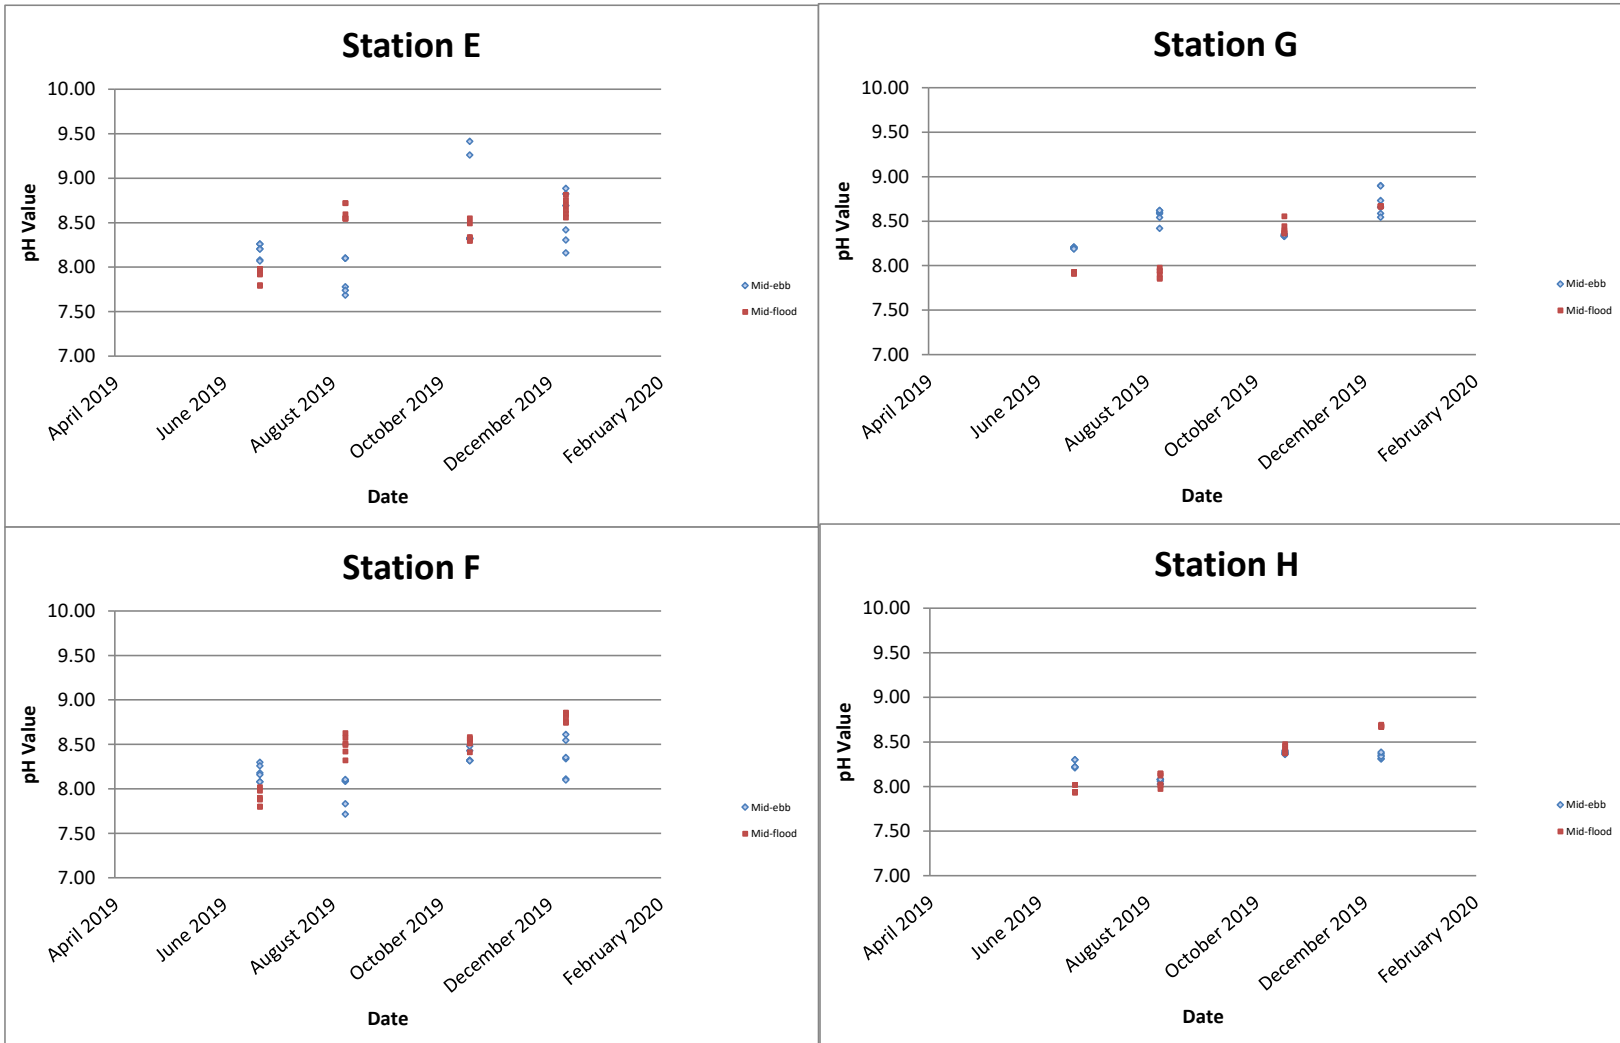 Station E
10.00
9.50
9.00
8.50
8.00
7.50
7.00
pH Value
April 2019
June 2019
August 2019
October 2019
December 2019
February 2020
Date
Mid-ebb
Mid-flood
Station G
10.00
9.50
9.00
8.50
8.00
7.50
7.00
pH Value
April 2019
June 2019
August 2019
October 2019
December 2019
February 2020
Date
Mid-ebb
Mid-flood
Station F
10.00
9.50
9.00
8.50
8.00
7.50
7.00
pH Value
April 2019
June 2019
August 2019
October 2019
December 2019
February 2020
Date
Mid-ebb
Mid-flood
Station H
10.00
9.50
9.00
8.50
8.00
7.50
7.00
pH Value
April 2019
June 2019
August 2019
October 2019
December 2019
February 2020
Date
Mid-ebb
Mid-flood